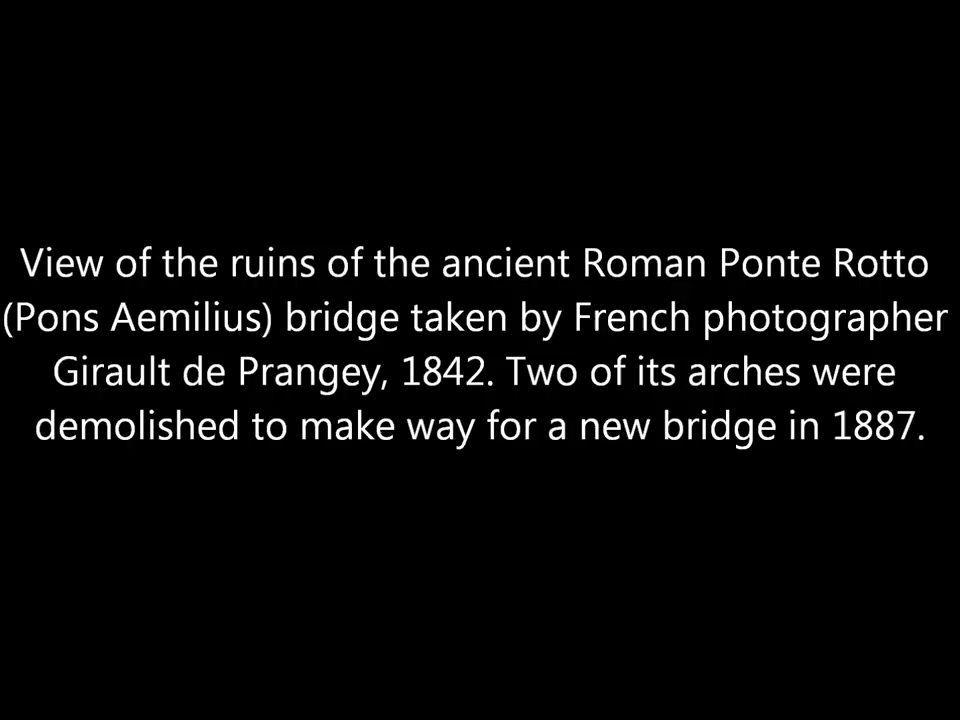 View of the ruins of the ancient Roman Ponte Rotto
(Pons Aemilius) bridge taken by French photographer
Girault de Prangey, 1842. Two of its arches were
demolished to make way for a new bridge in 1887.